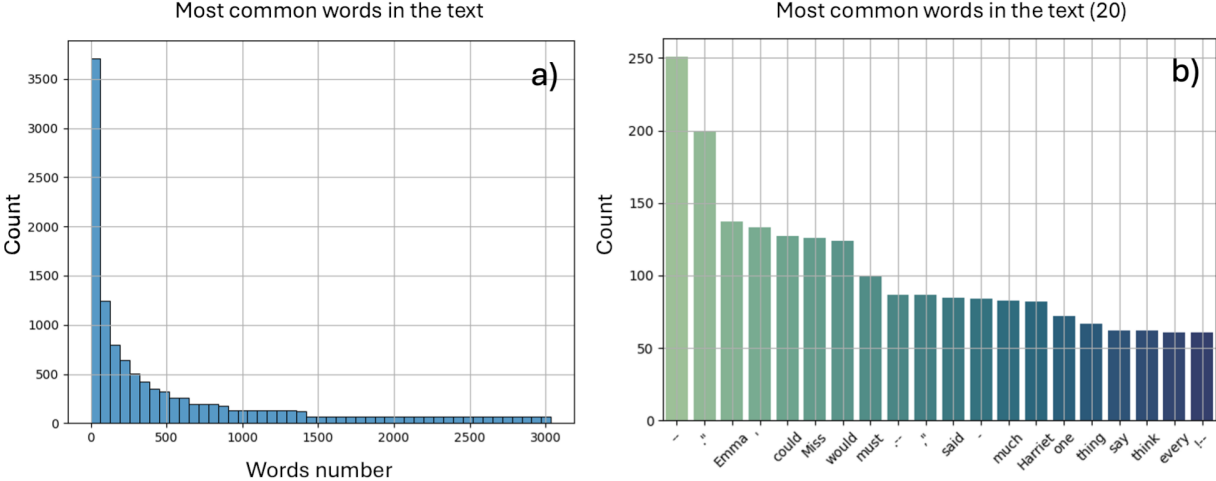 Most common words in the text
a)
3500
3000
2500
2000
1500
1000
500
0
Count
0 500 1000 1500 2000 2500 3000
Words number
Most common words in the text (20)
b)
250
200
150
100
50
0
Count
-- ." Emma ' could Miss would must .-- ," said - much Harriet one thing say think every !--